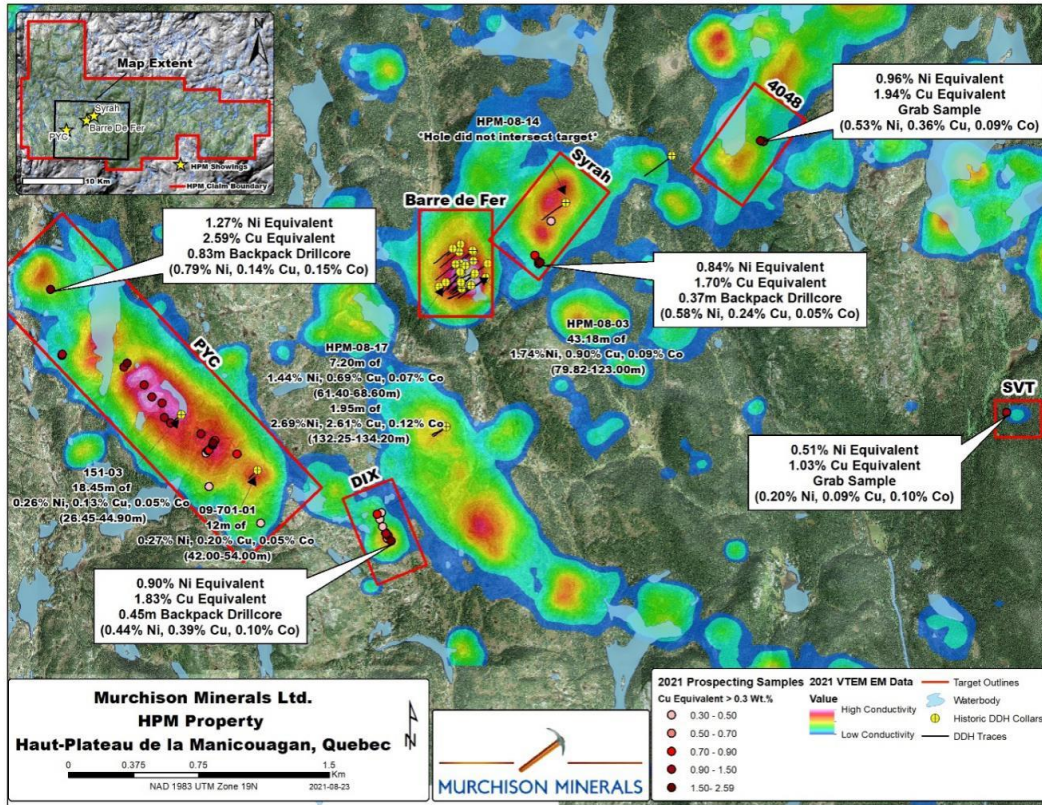 Map Extent
Syrah
PYC
Barre De Fer
HPM Showings
10 Km
HPM Claim Boundary
N
HPM-08-14
*Hole did not intersect target*
4048
0.96% Ni Equivalent
1.94% Cu Equivalent
Grab Sample
(0.53% Ni, 0.36% Cu, 0.09% Co)
Syrah
Barre de Fer
1.27% Ni Equivalent
2.59% Cu Equivalent
0.83m Backpack Drillcore
(0.79% Ni, 0.14% Cu, 0.15% Co)
0.84% Ni Equivalent
1.70% Cu Equivalent
0.37m Backpack Drillcore
(0.58% Ni, 0.24% Cu, 0.05% Co)
PYC
HPM-08-17
7.20m of
1.44% Ni, 0.69% Cu, 0.07% Co
(61.40-68.60m)
1.95m of
2.69%Ni, 2.61% Cu, 0.12% Co
(132.25-134.20m)
HPM-08-03
43.18m of
1.74%Ni, 0.90% Cu, 0.09% Co
(79.82-123.00m)
SVT
0.51% Ni Equivalent
1.03% Cu Equivalent
Grab Sample
(0.20% Ni, 0.09% Cu, 0.10% Co)
151-03
18.45m of
0.26% Ni, 0.13% Cu, 0.05% Co
(26.45-44.90m)
09-701-01
12m of
0.27% Ni, 0.20% Cu, 0.05% Co
(42.00-54.00m)
DIX
0.90% Ni Equivalent
1.83% Cu Equivalent
0.45m Backpack Drillcore
(0.44% Ni, 0.39% Cu, 0.10% Co)
Murchison Minerals Ltd.
HPM Property
Haut-Plateau de la Manicouagan, Quebec
0 0.375 0.75 1.5
Km
NAD 1983 UTM Zone 19N
2021-08-23
N
MURCHISON MINERALS
2021 Prospecting Samples
Cu Equivalent > 0.3 Wt.%
0.30 - 0.50
0.50 - 0.70
0.70 - 0.90
0.90 - 1.50
1.50- 2.59
2021 VTEM EM Data
Value
High Conductivity
Low Conductivity
Target Outlines
Waterbody
Historic DDH Collars
DDH Traces